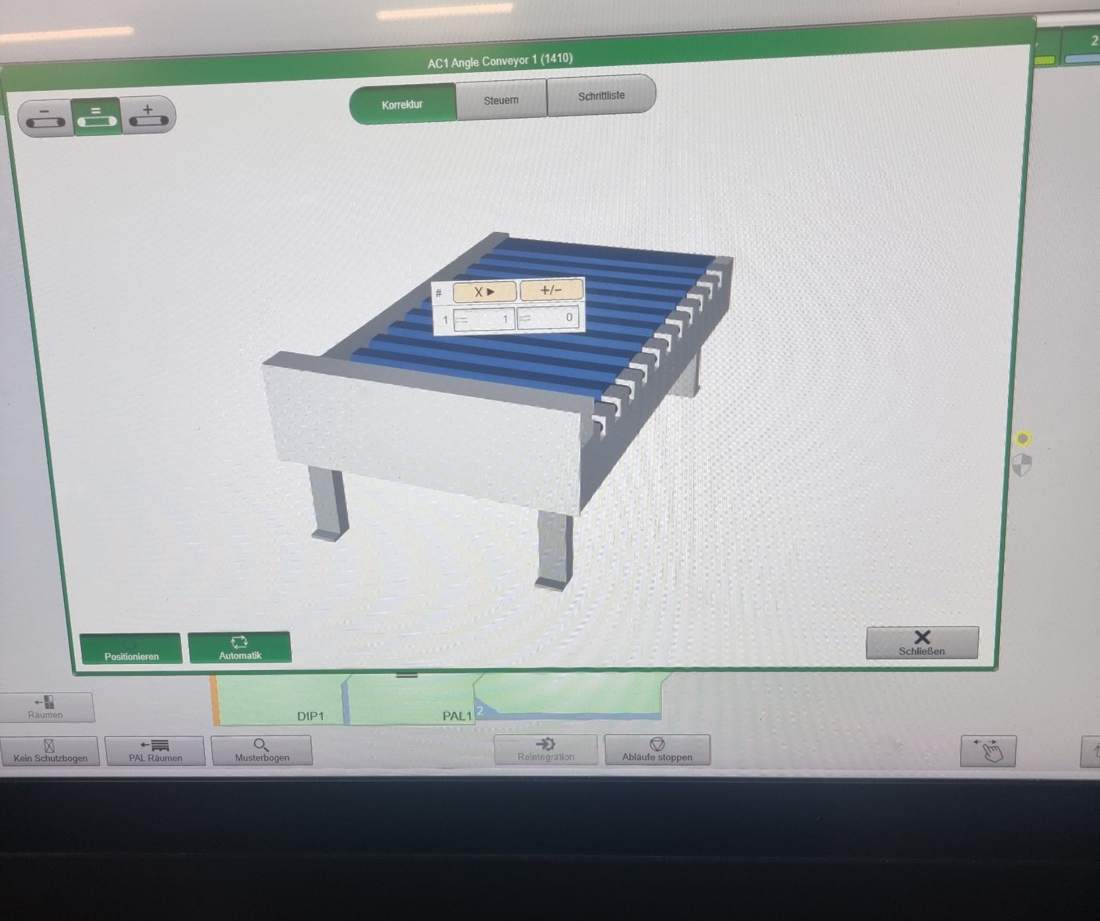 AC1 Angle Conveyor 1 (1410)
2
− = +
Korrektur Steuern Schrittliste
# X ▶ +/−
1 = 1 = 0
Positionieren Automatik
Schließen
Räumen
DIP1 PAL1 2
Kein Schutzbogen PAL Räumen Musterbogen Reintegration Abläufe stoppen